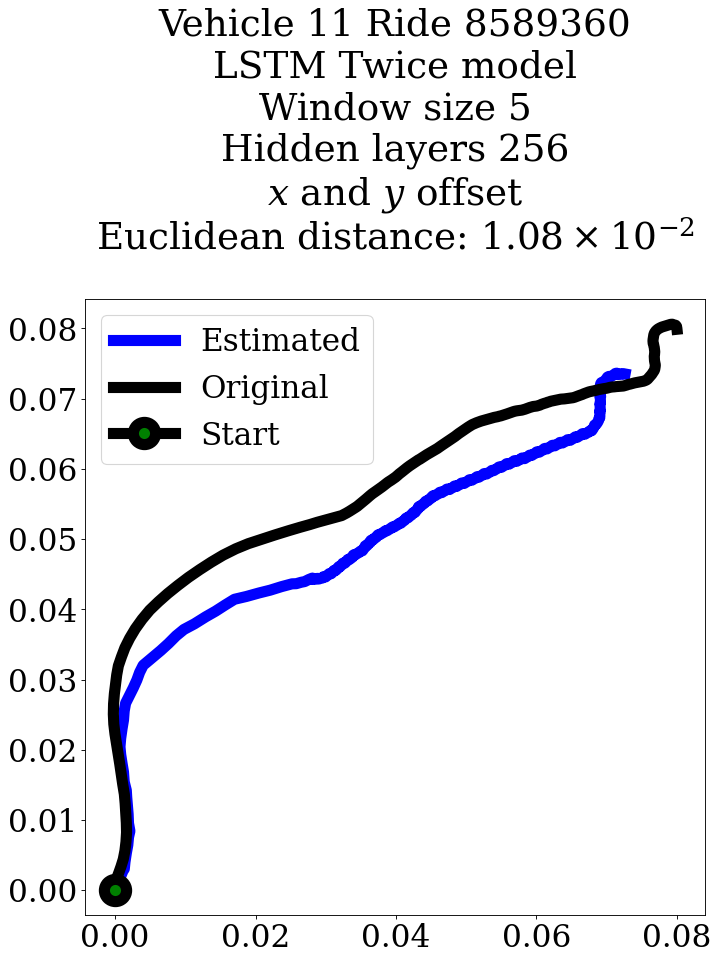 Vehicle 11 Ride 8589360
LSTM Twice model
Window size 5
Hidden layers 256
x and y offset
Euclidean distance: 1.08 × 10⁻²
Estimated
Original
Start
0.08
0.07
0.06
0.05
0.04
0.03
0.02
0.01
0.00
0.00 0.02 0.04 0.06 0.08